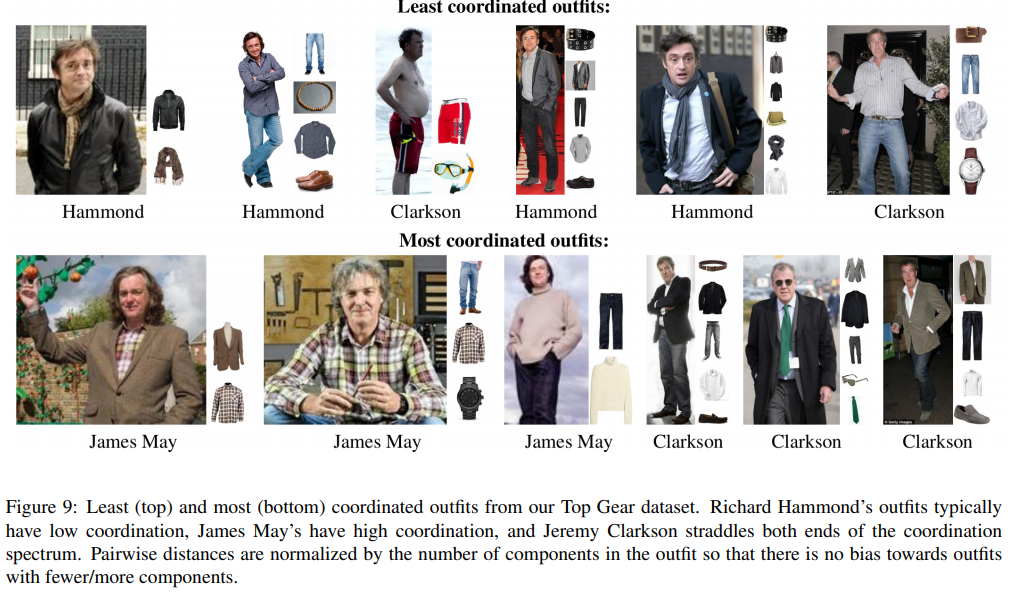 Least coordinated outfits:
Hammond
Hammond
Clarkson
Hammond
Hammond
Clarkson
Most coordinated outfits:
James May
James May
James May
Clarkson
Clarkson
Clarkson
Figure 9: Least (top) and most (bottom) coordinated outfits from our Top Gear dataset. Richard Hammond's outfits typically
have low coordination, James May's have high coordination, and Jeremy Clarkson straddles both ends of the coordination
spectrum. Pairwise distances are normalized by the number of components in the outfit so that there is no bias towards outfits
with fewer/more components.